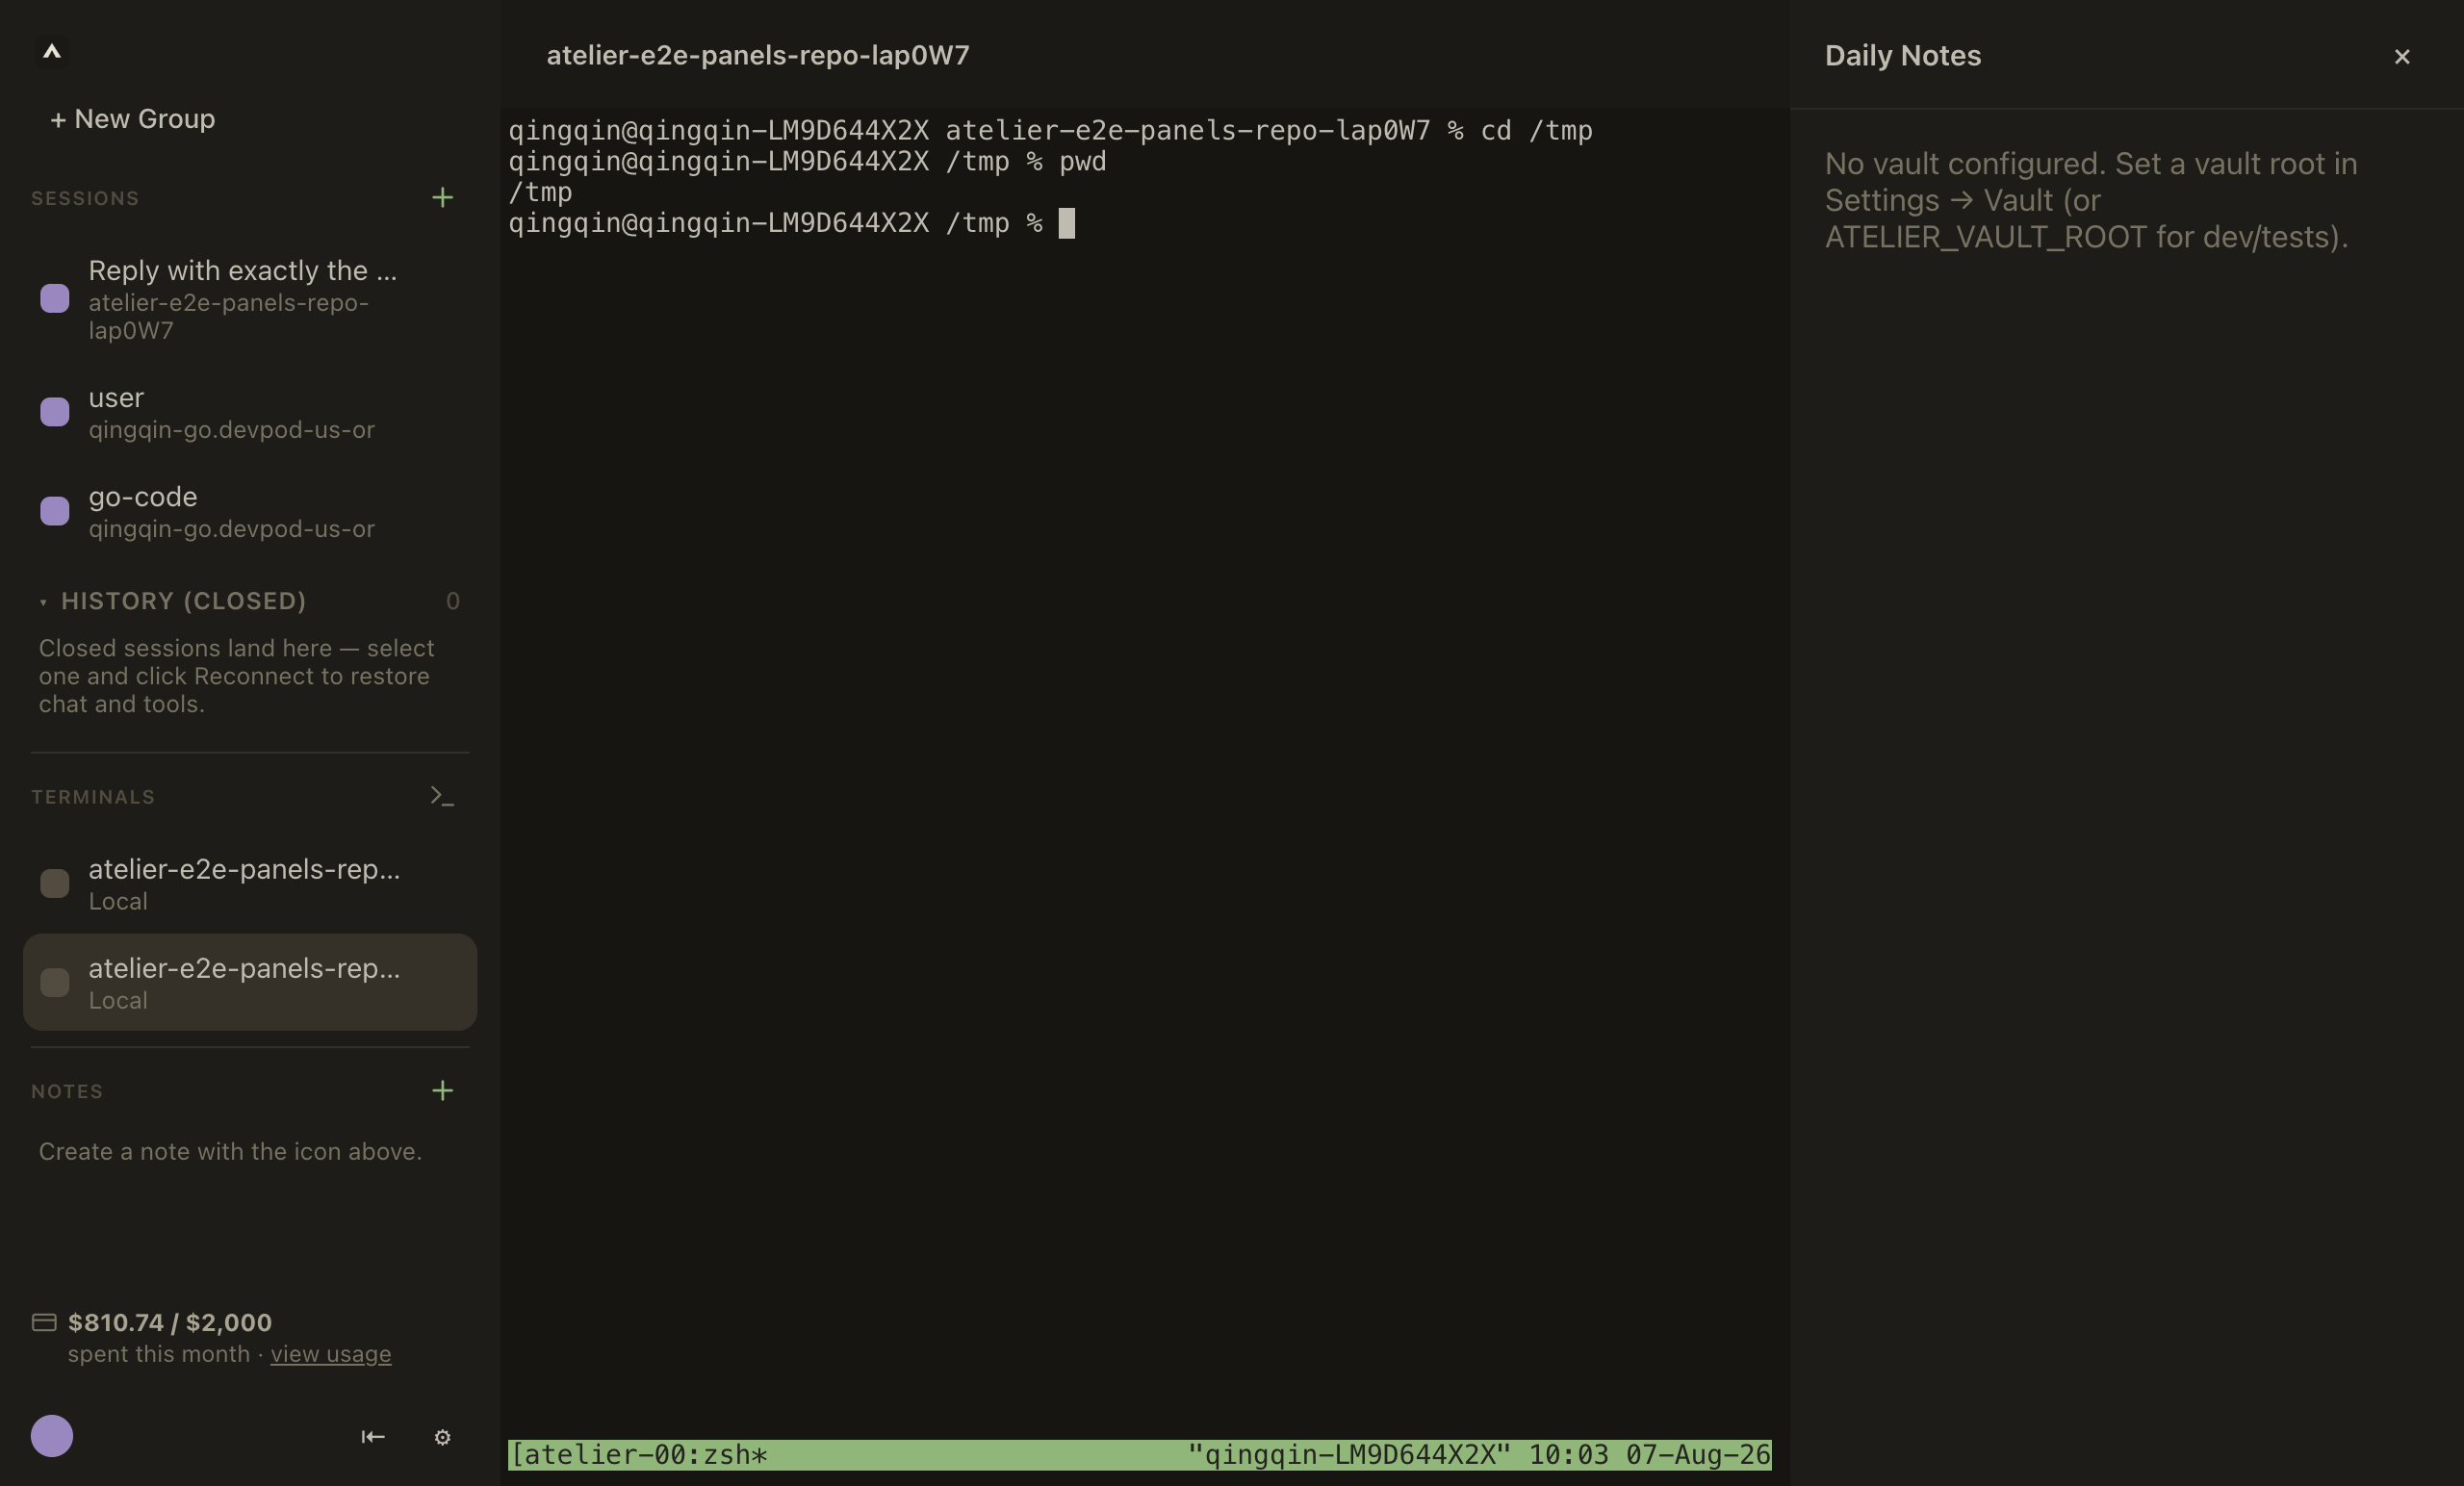 + New Group
SESSIONS
+
Reply with exactly the ...
atelier-e2e-panels-repo-
lap0W7
user
qingqin-go.devpod-us-or
go-code
qingqin-go.devpod-us-or
▾ HISTORY (CLOSED) 0
Closed sessions land here — select
one and click Reconnect to restore
chat and tools.
TERMINALS
atelier-e2e-panels-rep...
Local
atelier-e2e-panels-rep...
Local
NOTES
+
Create a note with the icon above.
$810.74 / $2,000
spent this month · view usage
atelier-e2e-panels-repo-lap0W7
qingqin@qingqin-LM9D644X2X atelier-e2e-panels-repo-lap0W7 % cd /tmp
qingqin@qingqin-LM9D644X2X /tmp % pwd
/tmp
qingqin@qingqin-LM9D644X2X /tmp %
[atelier-00:zsh* "qingqin-LM9D644X2X" 10:03 07-Aug-26
Daily Notes ×
No vault configured. Set a vault root in
Settings → Vault (or
ATELIER_VAULT_ROOT for dev/tests).